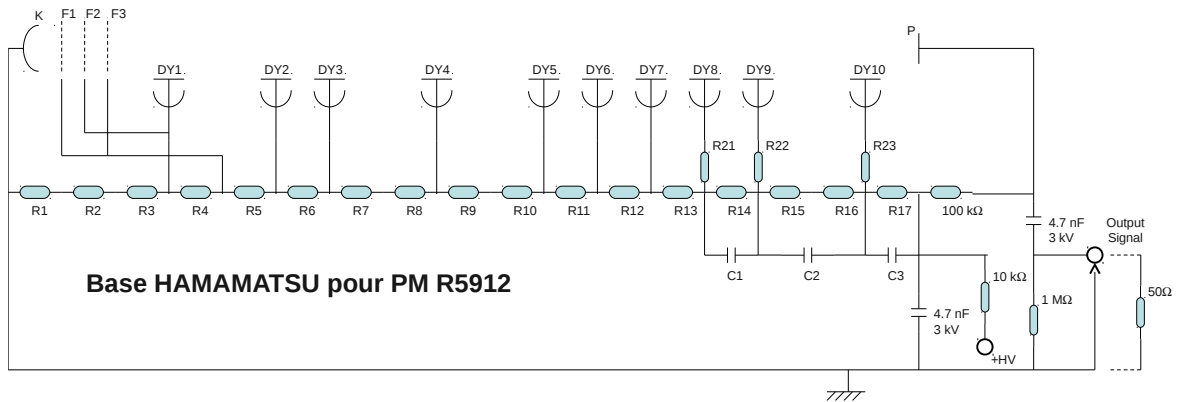 K F1 F2 F3
P
DY1. DY2. DY3. DY4. DY5. DY6. DY7. DY8. DY9. DY10
R21 R22 R23
R1 R2 R3 R4 R5 R6 R7 R8 R9 R10 R11 R12 R13 R14 R15 R16 R17 100 kΩ
4.7 nF
3 kV
Output
Signal
C1 C2 C3
10 kΩ
Base HAMAMATSU pour PM R5912
4.7 nF
3 kV
1 MΩ
50Ω
+HV